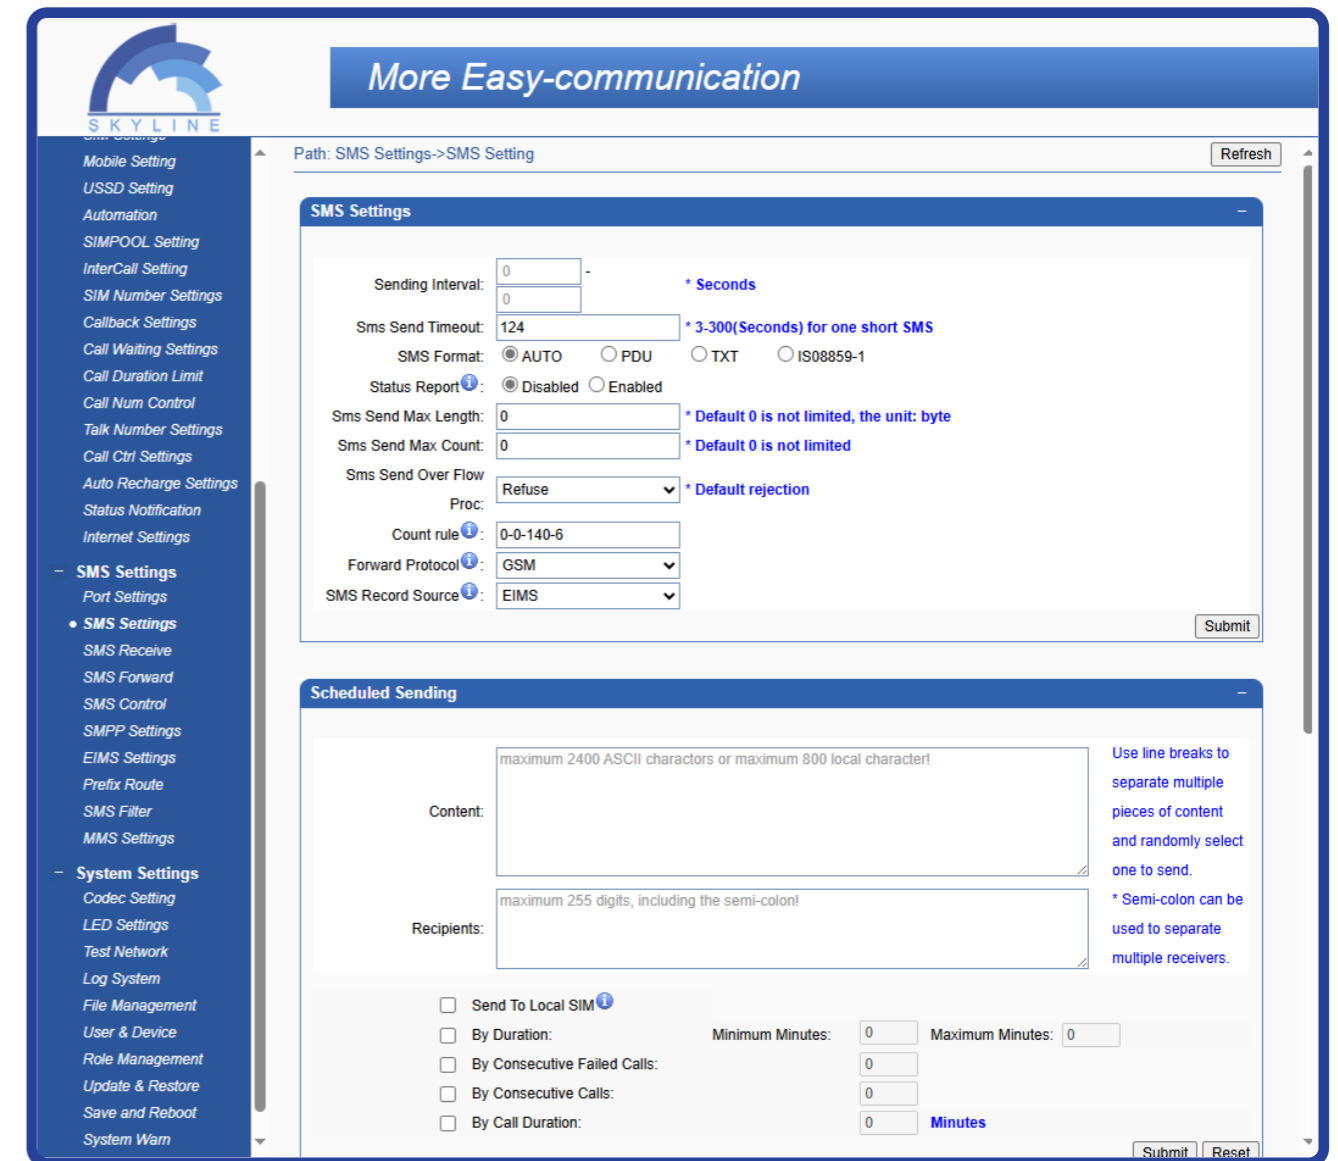 SKYLINE
More Easy-communication
SIM Settings
Mobile Setting
USSD Setting
Automation
SIMPOOL Setting
InterCall Setting
SIM Number Settings
Callback Settings
Call Waiting Settings
Call Duration Limit
Call Num Control
Talk Number Settings
Call Ctrl Settings
Auto Recharge Settings
Status Notification
Internet Settings
− SMS Settings
Port Settings
• SMS Settings
SMS Receive
SMS Forward
SMS Control
SMPP Settings
EIMS Settings
Prefix Route
SMS Filter
MMS Settings
− System Settings
Codec Setting
LED Settings
Test Network
Log System
File Management
User & Device
Role Management
Update & Restore
Save and Reboot
System Warn
Path: SMS Settings->SMS Setting
Refresh
SMS Settings −
Sending Interval: 0 -
0
* Seconds
Sms Send Timeout: 124 * 3-300(Seconds) for one short SMS
SMS Format: AUTO PDU TXT IS08859-1
Status Report i : Disabled Enabled
Sms Send Max Length: 0 * Default 0 is not limited, the unit: byte
Sms Send Max Count: 0 * Default 0 is not limited
Sms Send Over Flow
Proc:
Refuse * Default rejection
Count rule i : 0-0-140-6
Forward Protocol i : GSM
SMS Record Source i : EIMS
Submit
Scheduled Sending −
Content:
maximum 2400 ASCII charactors or maximum 800 local character!
Use line breaks to
separate multiple
pieces of content
and randomly select
one to send.
Recipients:
maximum 255 digits, including the semi-colon!
* Semi-colon can be
used to separate
multiple receivers.
Send To Local SIM i
By Duration: Minimum Minutes: 0 Maximum Minutes: 0
By Consecutive Failed Calls: 0
By Consecutive Calls: 0
By Call Duration: 0 Minutes
Submit Reset